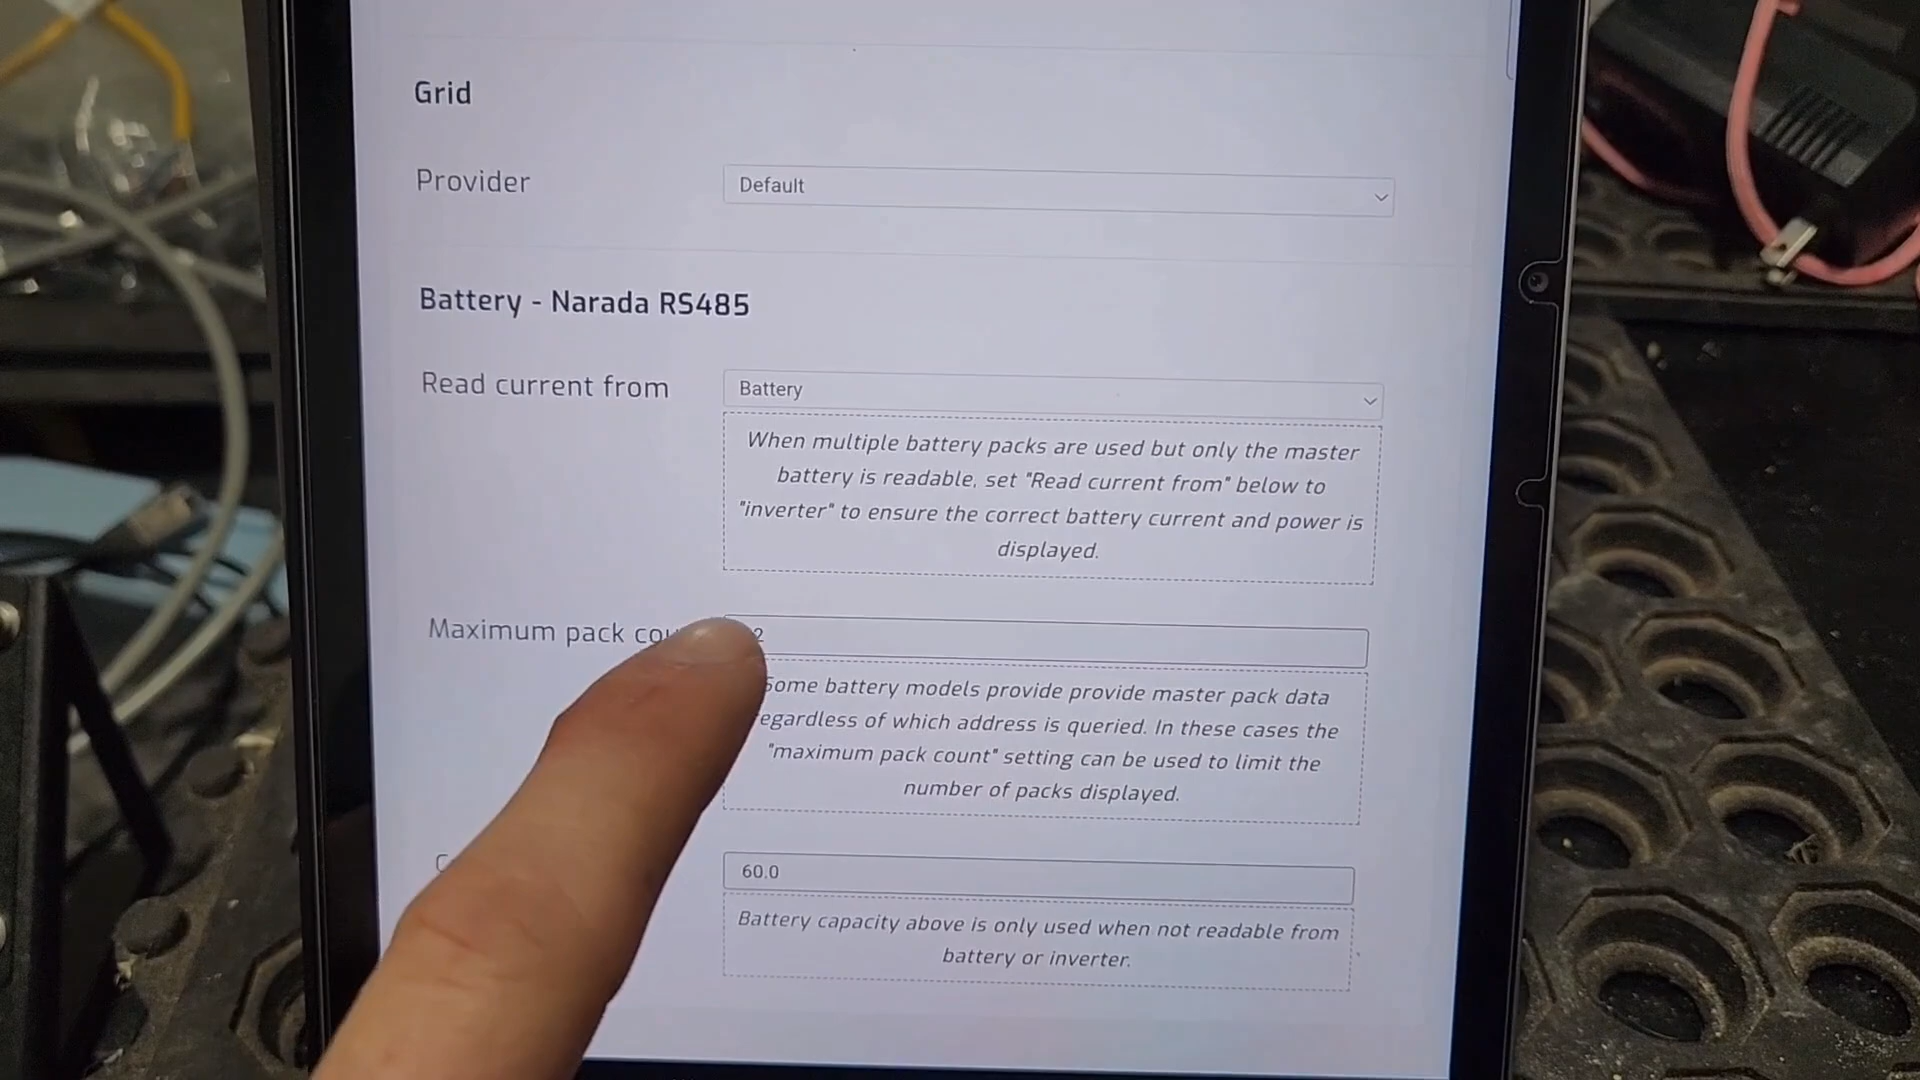 Grid
Provider
Default
Battery - Narada RS485
Read current from
Battery
When multiple battery packs are used but only the master
battery is readable, set "Read current from" below to
"inverter" to ensure the correct battery current and power is
displayed.
Maximum pack
Some battery models provide provide master pack data
regardless of which address is queried. In these cases the
"maximum pack count" setting can be used to limit the
number of packs displayed.
60.0
Battery capacity above is only used when not readable from
battery or inverter.